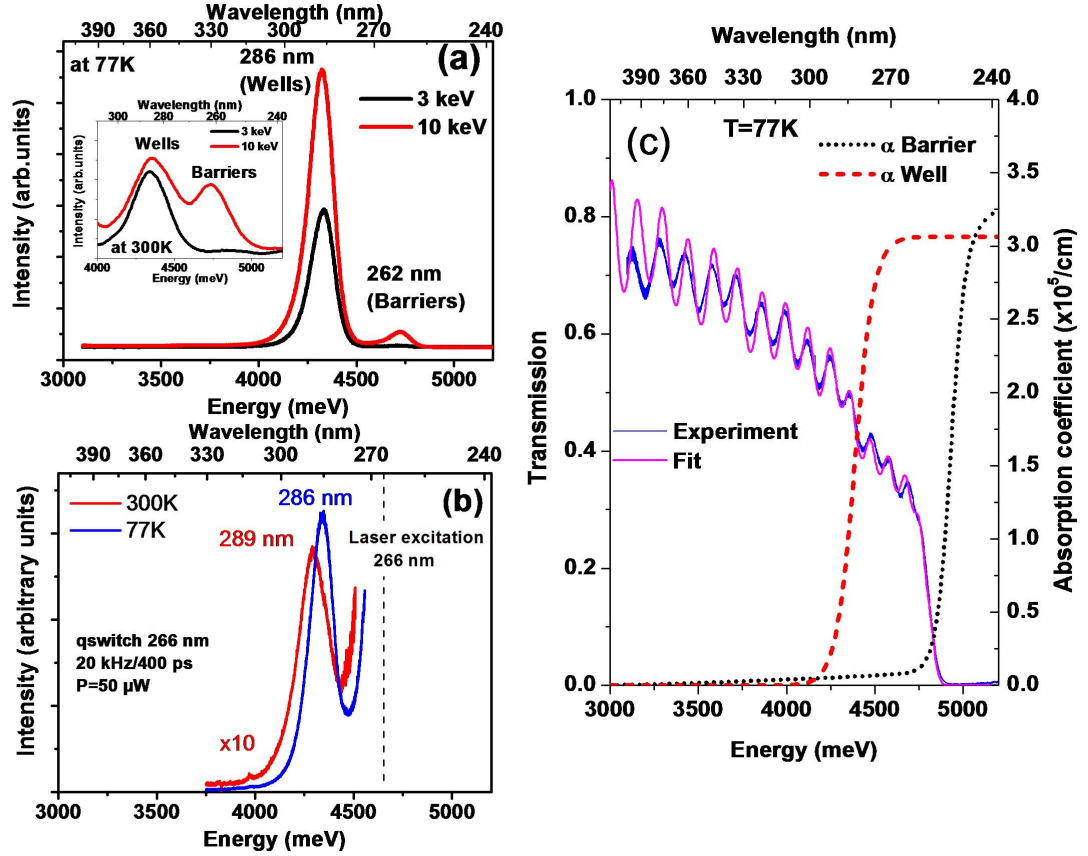 Wavelength (nm)
390 360 330 300 270 240
at 77K
286 nm
(Wells)
(a)
3 keV
10 keV
Wavelength (nm)
300 280 260 240
3 keV
10 keV
Wells
Barriers
at 300K
Intensity (arb.units)
4000 4500 5000
Energy (meV)
262 nm
(Barriers)
Intensity (arb.units)
3000 3500 4000 4500 5000
Energy (meV)
Wavelength (nm)
390 360 330 300 270 240
300K
77K
286 nm
(b)
289 nm
Laser excitation
266 nm
qswitch 266 nm
20 kHz/400 ps
P=50 µW
x10
Intensity (arbitrary units)
3000 3500 4000 4500 5000
Energy (meV)
Wavelength (nm)
390 360 330 300 270 240
1.0
0.8
0.6
0.4
0.2
0.0
4.0
3.5
3.0
2.5
2.0
1.5
1.0
0.5
0.0
(c)
T=77K
α Barrier
α Well
Experiment
Fit
Transmission
Absorption coefficient (x10⁵/cm)
3000 3500 4000 4500 5000
Energy (meV)